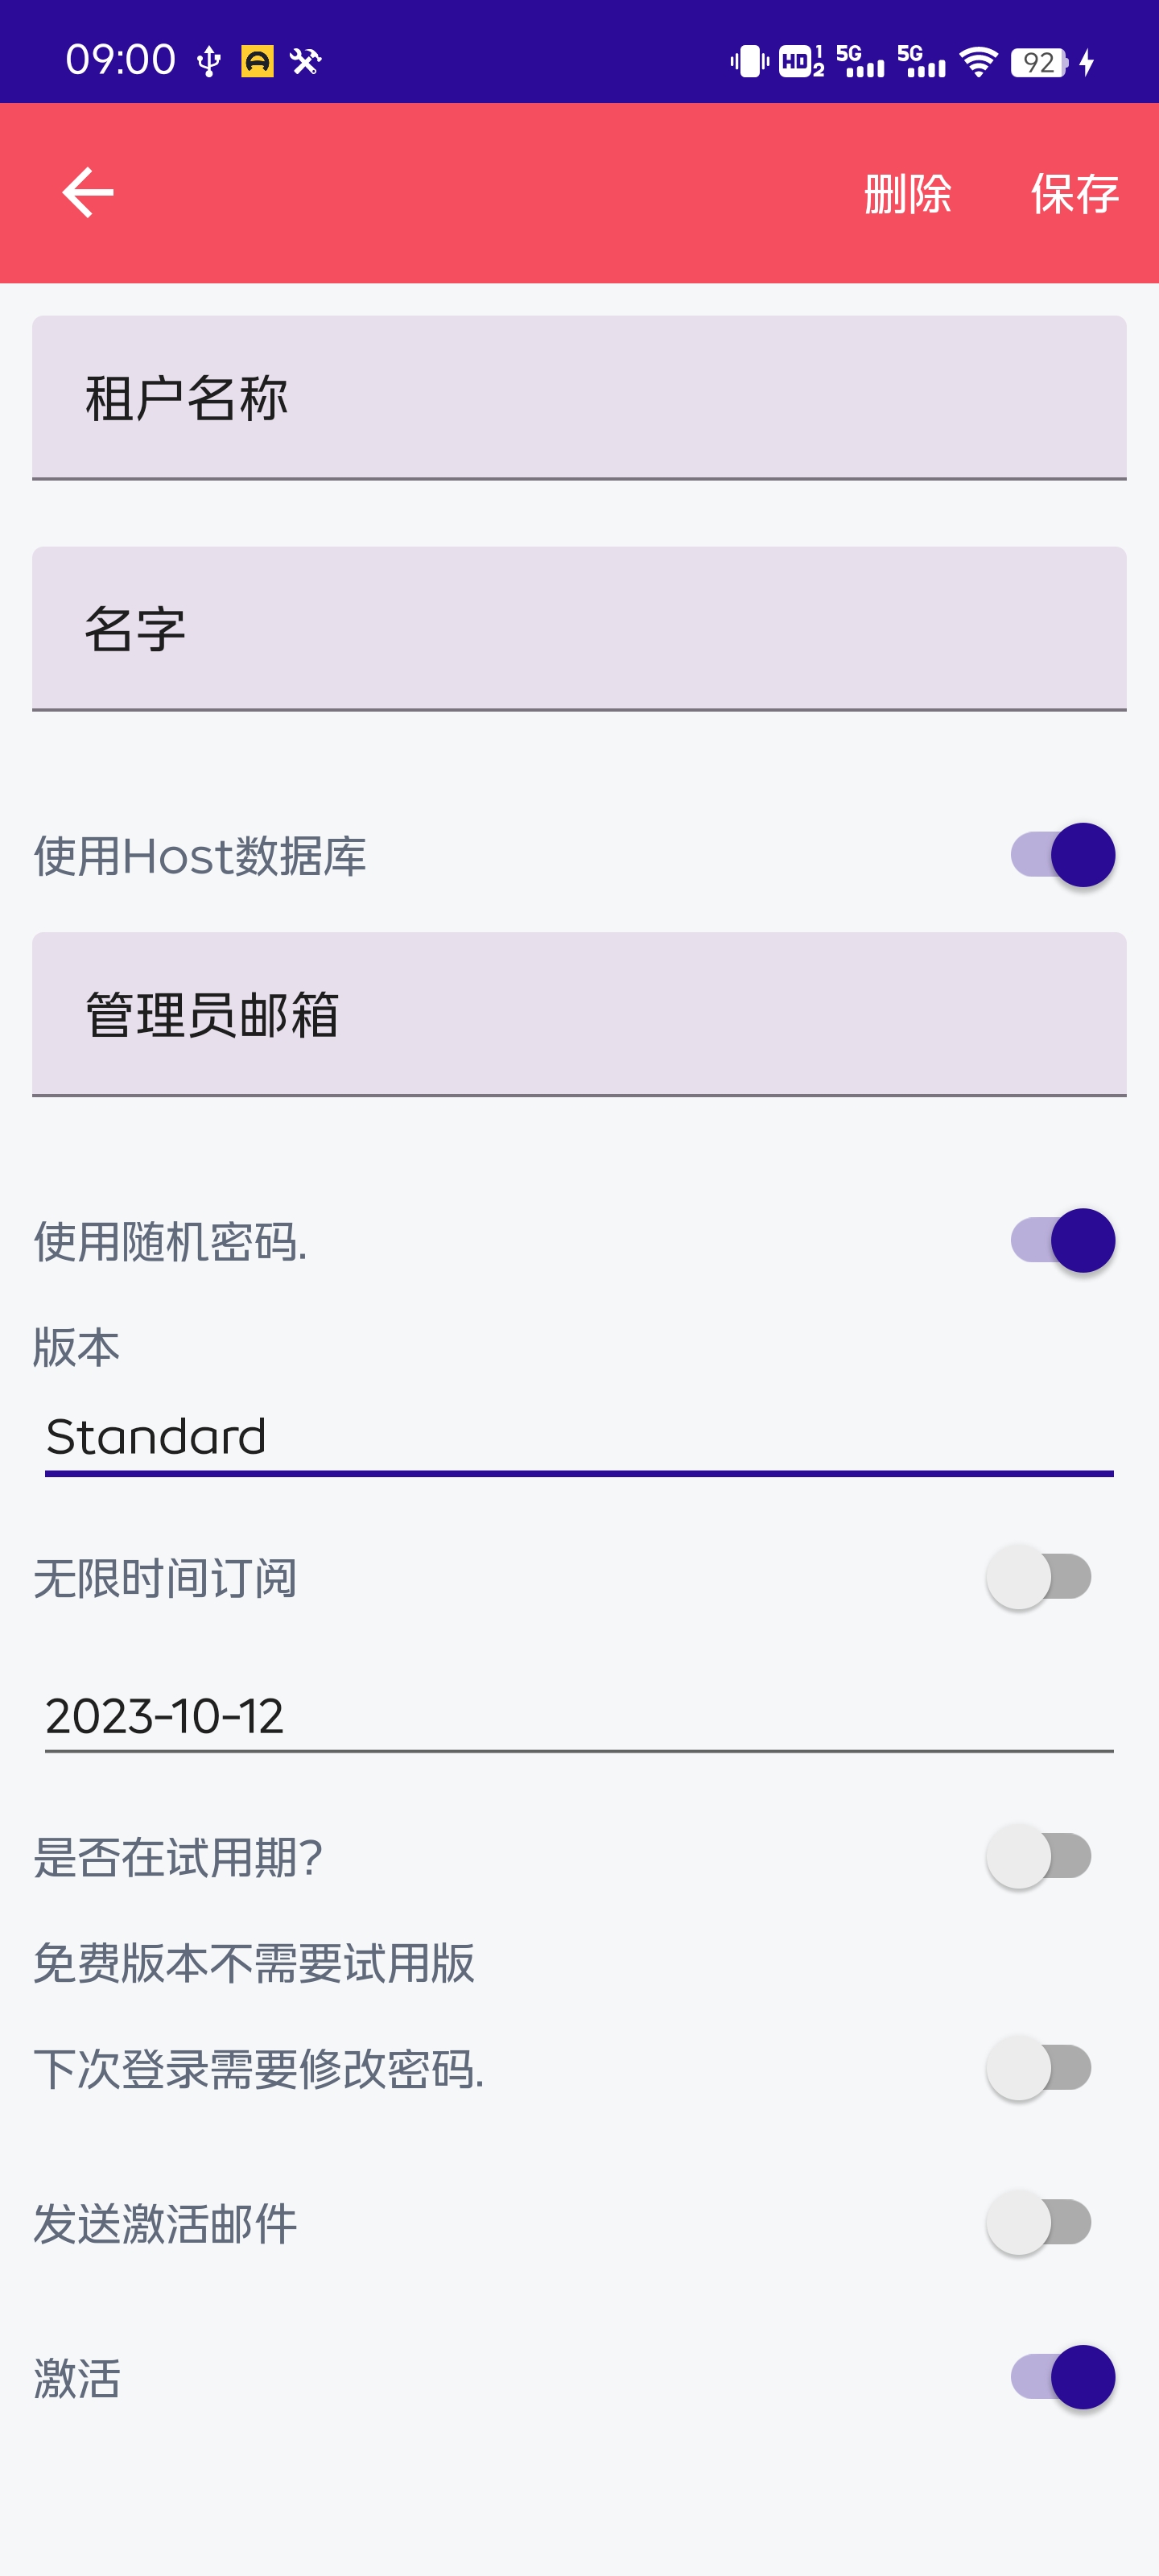 09:00 HD 1 2 5G 5G 92
删除 保存
租户名称
名字
使用Host数据库
管理员邮箱
使用随机密码.
版本
Standard
无限时间订阅
2023-10-12
是否在试用期?
免费版本不需要试用版
下次登录需要修改密码.
发送激活邮件
激活